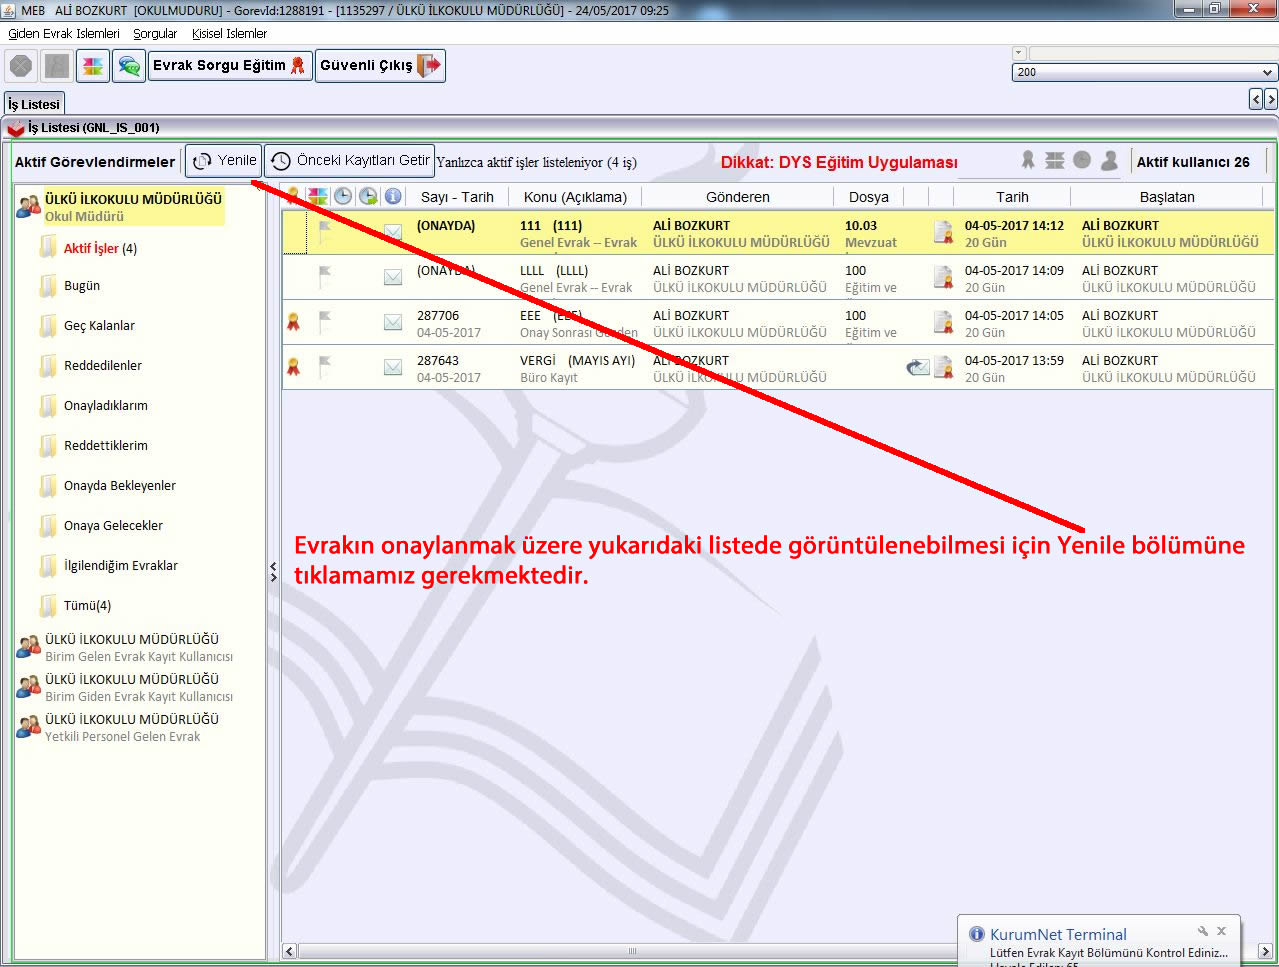 MEB ALİ BOZKURT [OKULMUDURU] - GorevId:1288191 - [1135297 / ÜLKÜ İLKOKULU MÜDÜRLÜĞÜ] - 24/05/2017 09:25
Giden Evrak Islemleri Sorgular Kisisel Islemler
Evrak Sorgu Eğitim Güvenli Çıkış
200
İş Listesi
İş Listesi (GNL_IS_001)
Aktif Görevlendirmeler Yenile Önceki Kayıtları Getir Yanlızca aktif işler listeleniyor (4 iş) Dikkat: DYS Eğitim Uygulaması Aktif kullanıcı 26
Sayı - Tarih Konu (Açıklama) Gönderen Dosya Tarih Başlatan
ÜLKÜ İLKOKULU MÜDÜRLÜĞÜ
Okul Müdürü
Aktif İşler (4)
Bugün
Geç Kalanlar
Reddedilenler
Onayladıklarım
Reddettiklerim
Onayda Bekleyenler
Onaya Gelecekler
İlgilendiğim Evraklar
Tümü(4)
ÜLKÜ İLKOKULU MÜDÜRLÜĞÜ
Birim Gelen Evrak Kayıt Kullanıcısı
ÜLKÜ İLKOKULU MÜDÜRLÜĞÜ
Birim Giden Evrak Kayıt Kullanıcısı
ÜLKÜ İLKOKULU MÜDÜRLÜĞÜ
Yetkili Personel Gelen Evrak
(ONAYDA) 111 (111) ALİ BOZKURT 10.03 04-05-2017 14:12 ALİ BOZKURT
Genel Evrak -- Evrak ÜLKÜ İLKOKULU MÜDÜRLÜĞÜ Mevzuat 20 Gün ÜLKÜ İLKOKULU MÜDÜRLÜĞÜ
(ONAYDA) LLLL (LLLL) ALİ BOZKURT 100 04-05-2017 14:09 ALİ BOZKURT
Genel Evrak -- Evrak ÜLKÜ İLKOKULU MÜDÜRLÜĞÜ Eğitim ve 20 Gün ÜLKÜ İLKOKULU MÜDÜRLÜĞÜ
287706 EEE (EEE) ALİ BOZKURT 100 04-05-2017 14:05 ALİ BOZKURT
04-05-2017 Onay Sonrası Giden ÜLKÜ İLKOKULU MÜDÜRLÜĞÜ Eğitim ve 20 Gün ÜLKÜ İLKOKULU MÜDÜRLÜĞÜ
287643 VERGİ (MAYIS AYI) ALİ BOZKURT 04-05-2017 13:59 ALİ BOZKURT
04-05-2017 Büro Kayıt ÜLKÜ İLKOKULU MÜDÜRLÜĞÜ 20 Gün ÜLKÜ İLKOKULU MÜDÜRLÜĞÜ
Evrakın onaylanmak üzere yukarıdaki listede görüntülenebilmesi için Yenile bölümüne
tıklamamız gerekmektedir.
KurumNet Terminal
Lütfen Evrak Kayıt Bölümünü Kontrol Ediniz...